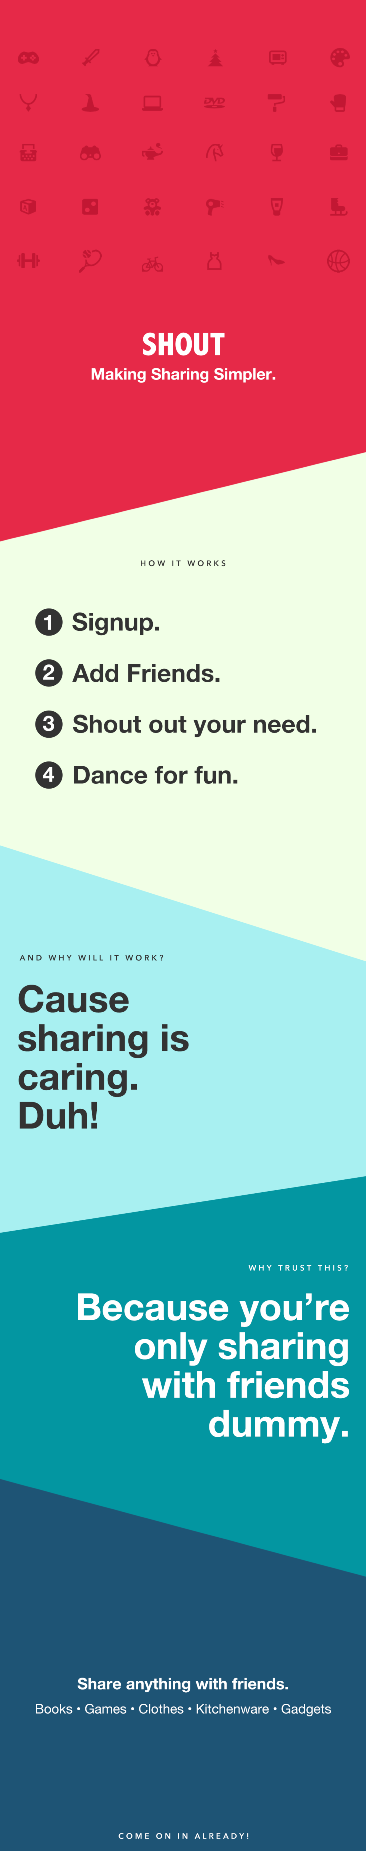 DVD
SHOUT
Making Sharing Simpler.
HOW IT WORKS
1 Signup.
2 Add Friends.
3 Shout out your need.
4 Dance for fun.
AND WHY WILL IT WORK?
Cause
sharing is
caring.
Duh!
WHY TRUST THIS?
Because you’re
only sharing
with friends
dummy.
Share anything with friends.
Books • Games • Clothes • Kitchenware • Gadgets
COME ON IN ALREADY!